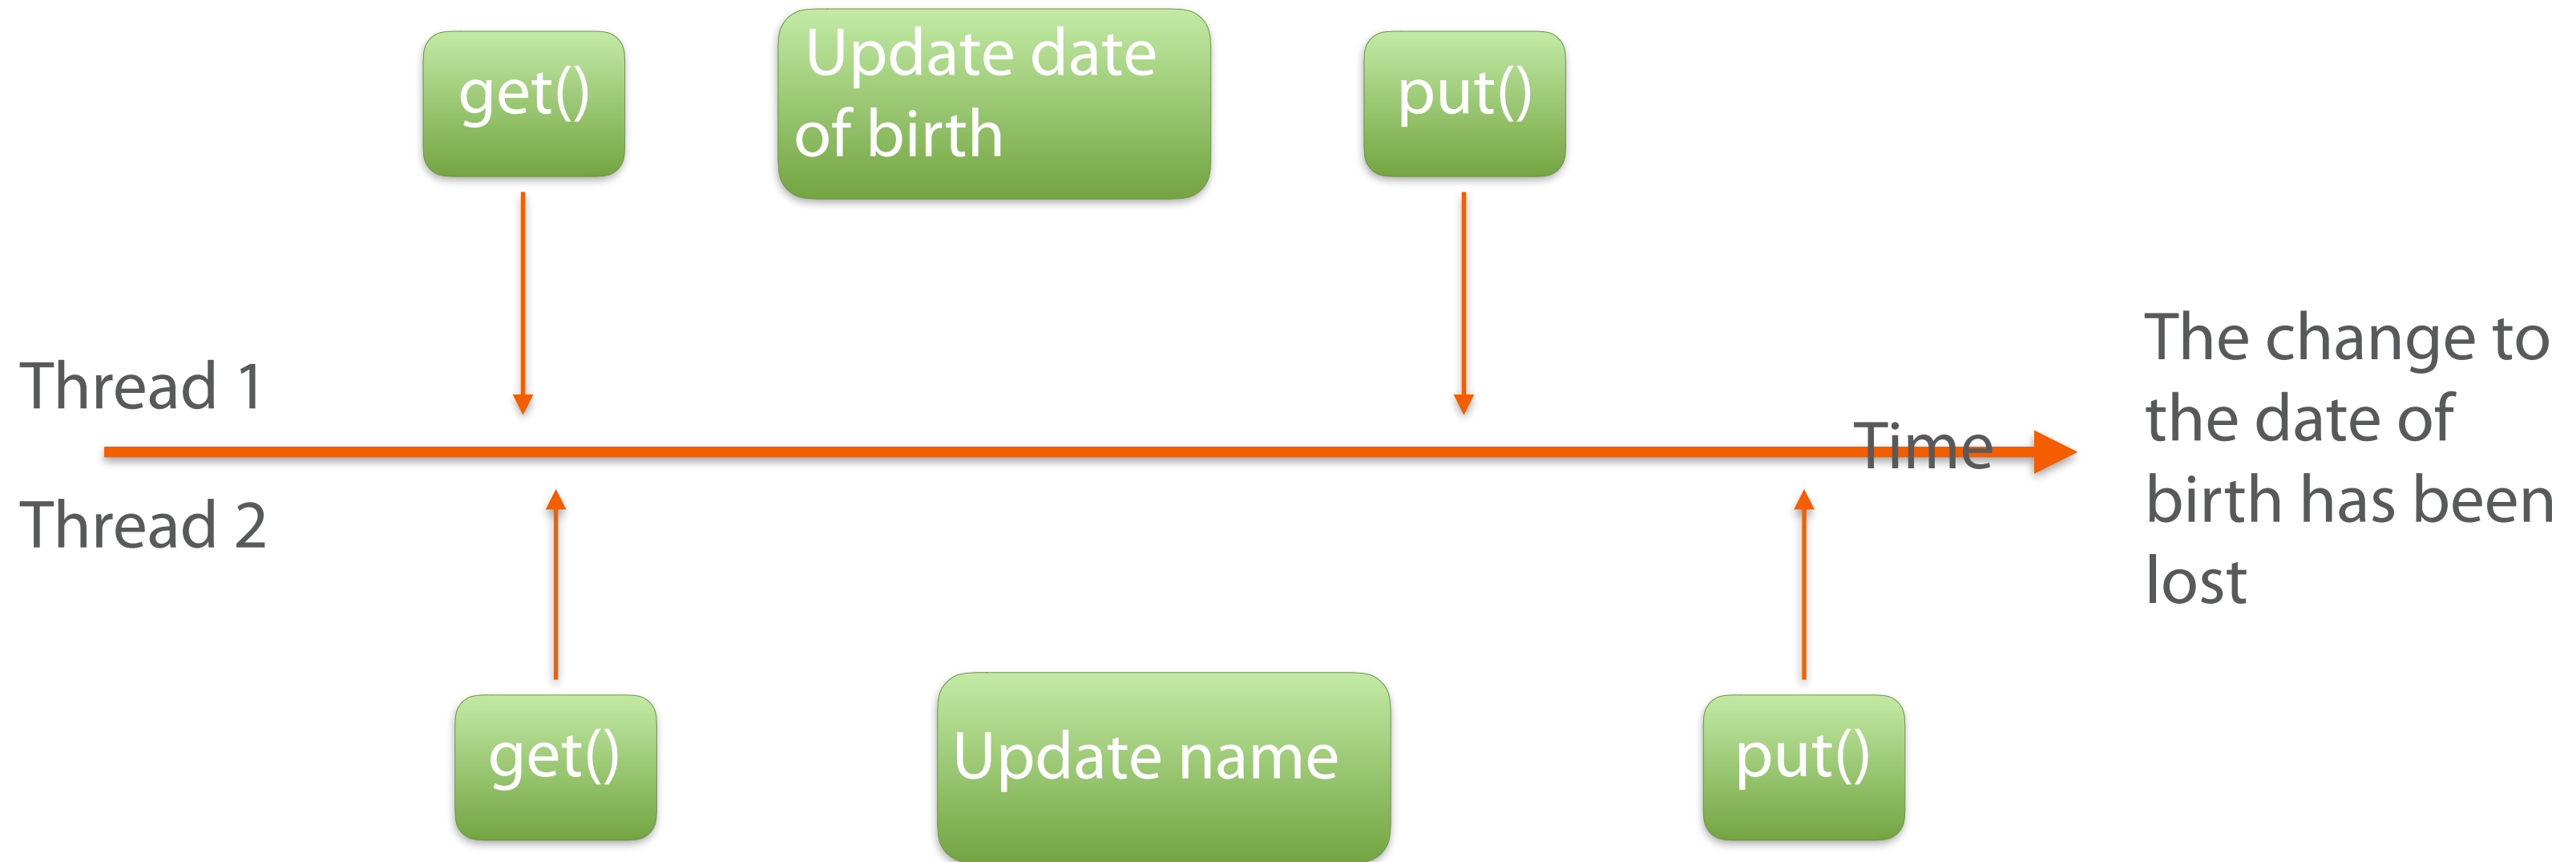 get()
Update date
of birth
put()
Thread 1
Time
Thread 2
The change to
the date of
birth has been
lost
get()
Update name
put()